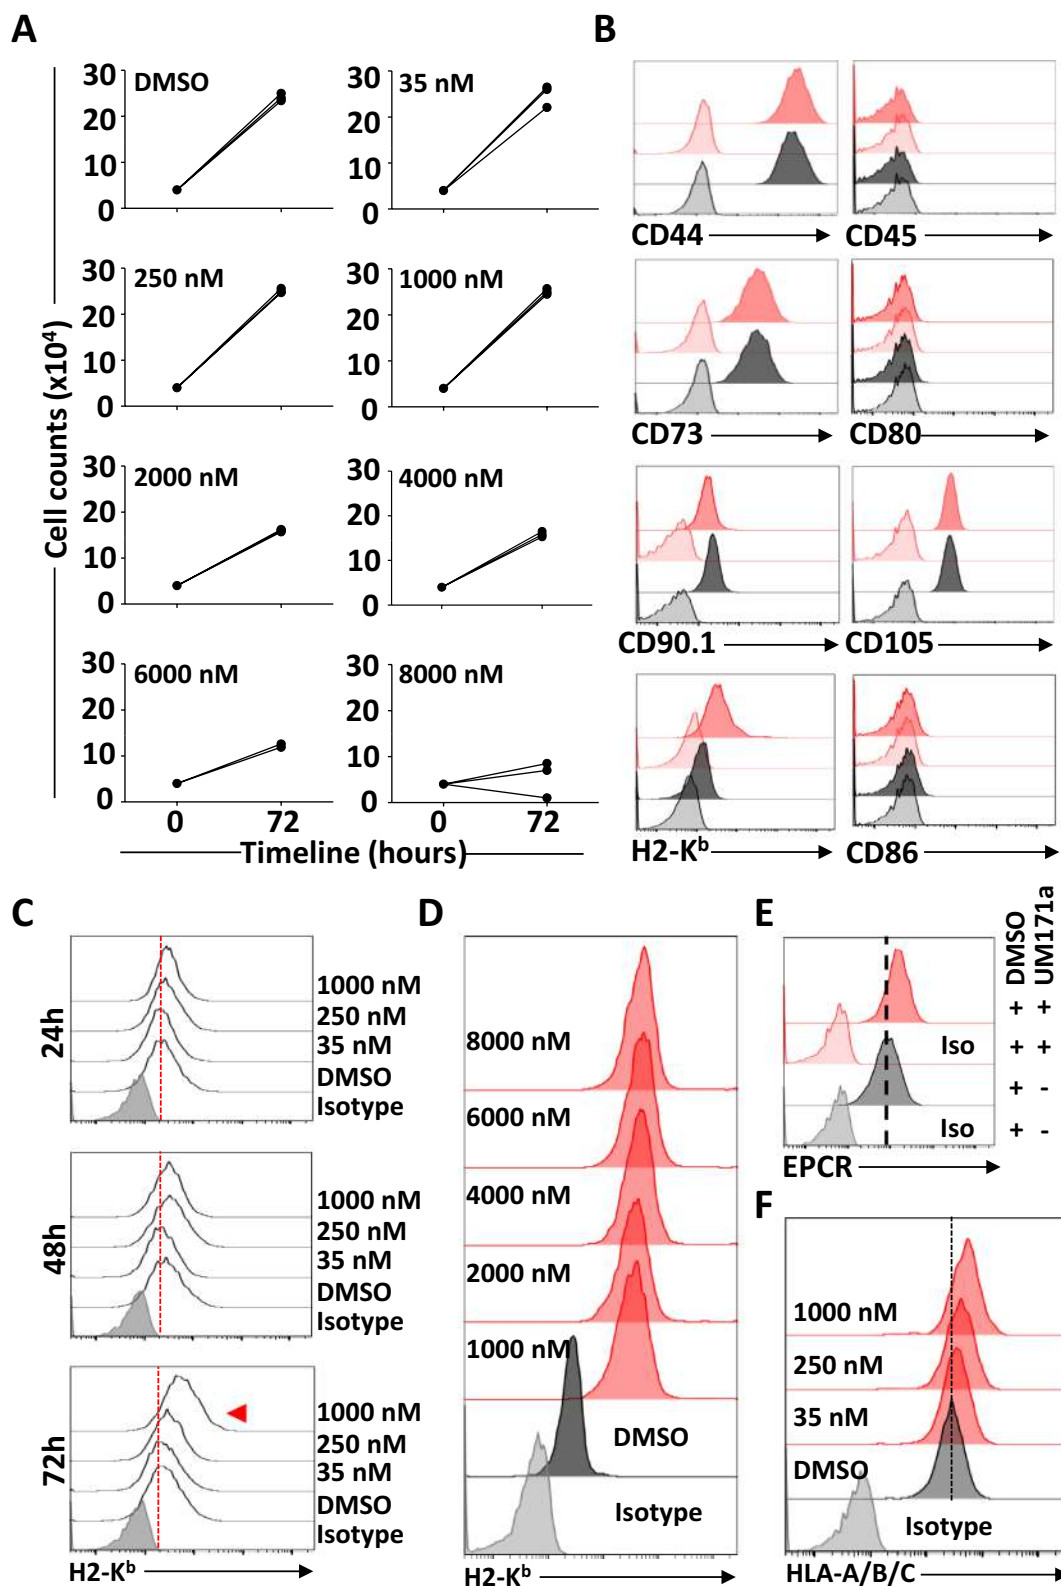 A
Cell counts (x10⁴)
30
20
10
0
DMSO
30
20
10
0
35 nM
30
20
10
0
250 nM
30
20
10
0
1000 nM
30
20
10
0
2000 nM
30
20
10
0
4000 nM
30
20
10
0
6000 nM
30
20
10
0
8000 nM
0
72
0
72
Timeline (hours)
B
CD44
CD45
CD73
CD80
CD90.1
CD105
H2-Kᵇ
CD86
C
24h
1000 nM
250 nM
35 nM
DMSO
Isotype
48h
1000 nM
250 nM
35 nM
DMSO
Isotype
72h
1000 nM
250 nM
35 nM
DMSO
Isotype
H2-Kᵇ
D
8000 nM
6000 nM
4000 nM
2000 nM
1000 nM
DMSO
Isotype
H2-Kᵇ
E
DMSO
UM171a
+ +
Iso + +
+ -
Iso + -
EPCR
F
1000 nM
250 nM
35 nM
DMSO
Isotype
HLA-A/B/C